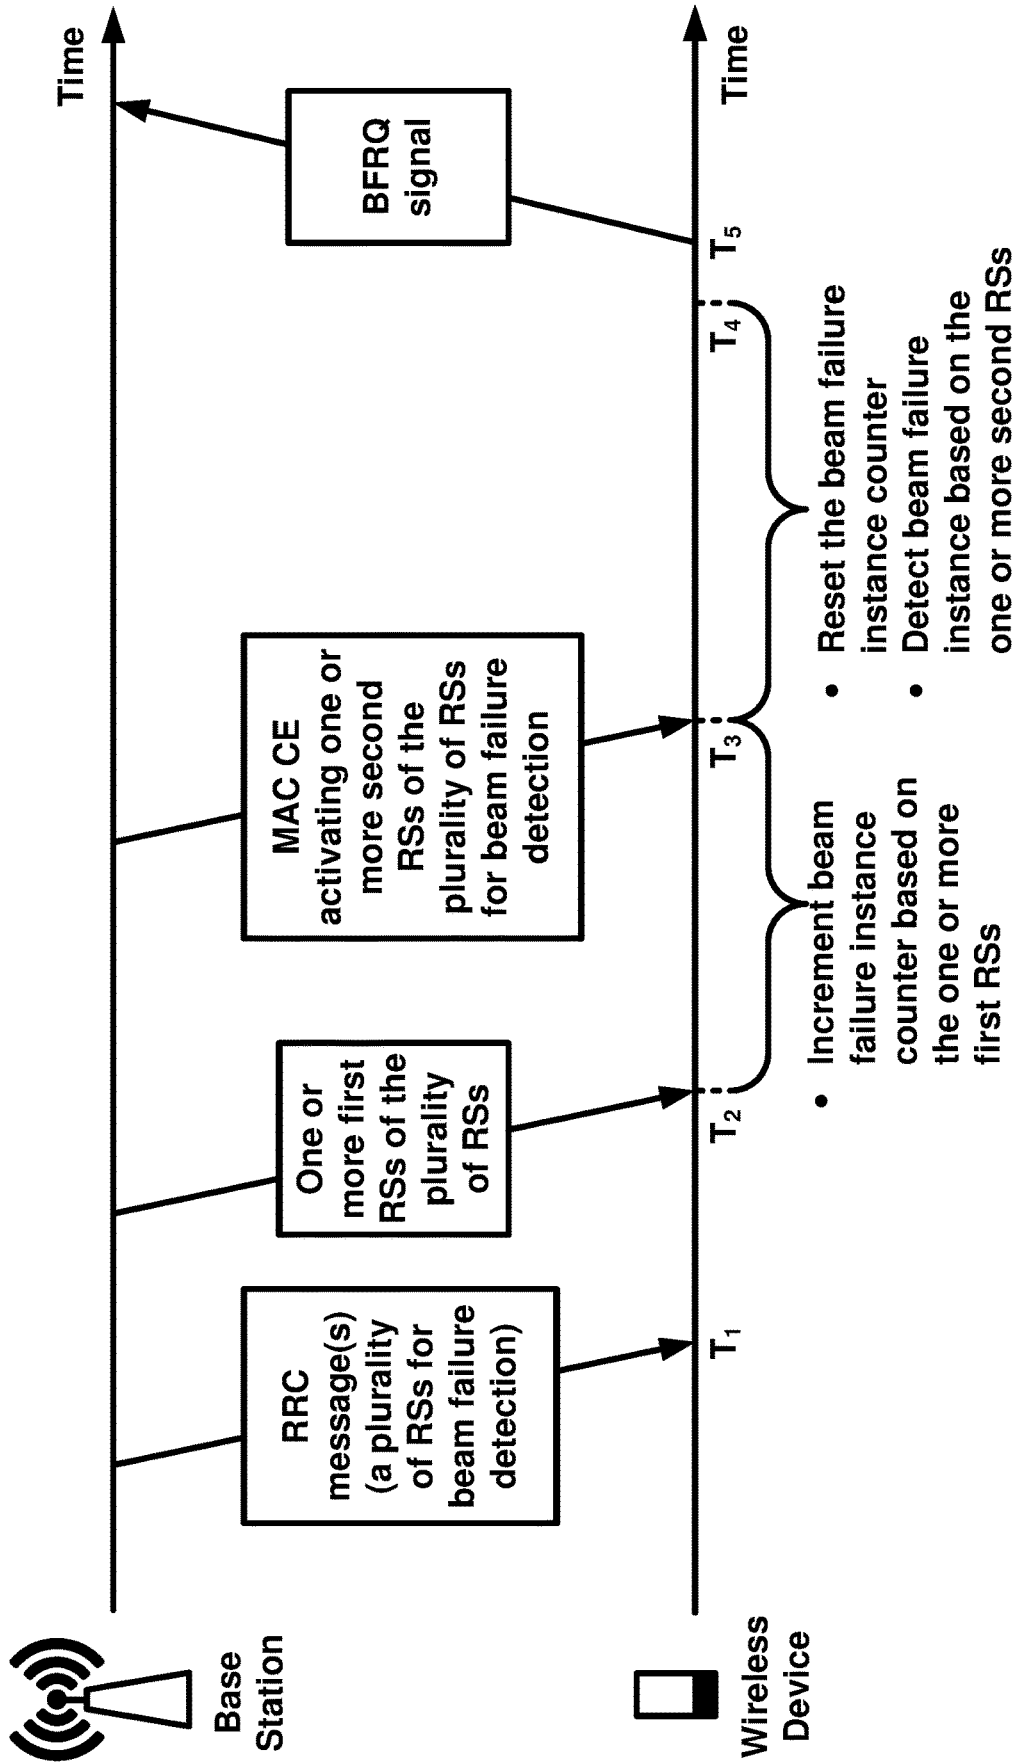 Base
Station
Time
RRC
message(s)
(a plurality
of RSs for
beam failure
detection)
One or
more first
RSs of the
plurality
of RSs
MAC CE
activating one or
more second
RSs of the
plurality of RSs
for beam failure
detection
BFRQ
signal
Wireless
Device
T1
T2
T3
T4
T5
Time
• Increment beam
failure instance
counter based on
the one or more
first RSs
• Reset the beam failure
instance counter
• Detect beam failure
instance based on the
one or more second RSs